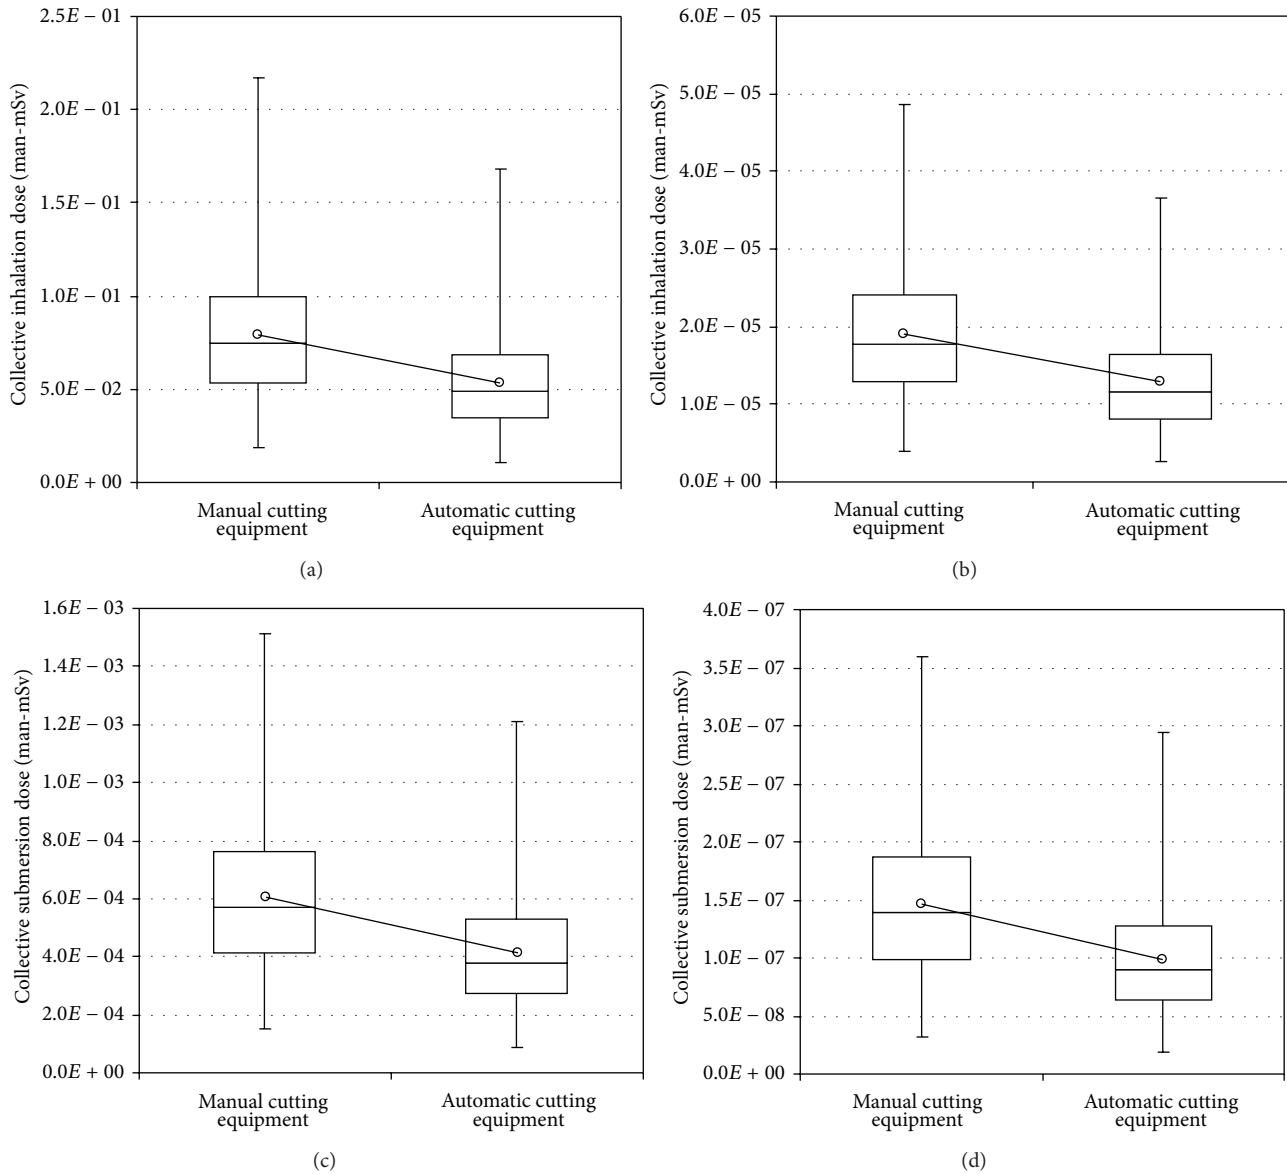 Collective inhalation dose (man-mSv)
2.5E − 01
2.0E − 01
1.5E − 01
1.0E − 01
5.0E − 02
0.0E + 00
Manual cutting
equipment
Automatic cutting
equipment
(a)
Collective inhalation dose (man-mSv)
6.0E − 05
5.0E − 05
4.0E − 05
3.0E − 05
2.0E − 05
1.0E − 05
0.0E + 00
Manual cutting
equipment
Automatic cutting
equipment
(b)
Collective submersion dose (man-mSv)
1.6E − 03
1.4E − 03
1.2E − 03
1.0E − 03
8.0E − 04
6.0E − 04
4.0E − 04
2.0E − 04
0.0E + 00
Manual cutting
equipment
Automatic cutting
equipment
(c)
Collective submersion dose (man-mSv)
4.0E − 07
3.5E − 07
3.0E − 07
2.5E − 07
2.0E − 07
1.5E − 07
1.0E − 07
5.0E − 08
0.0E + 00
Manual cutting
equipment
Automatic cutting
equipment
(d)